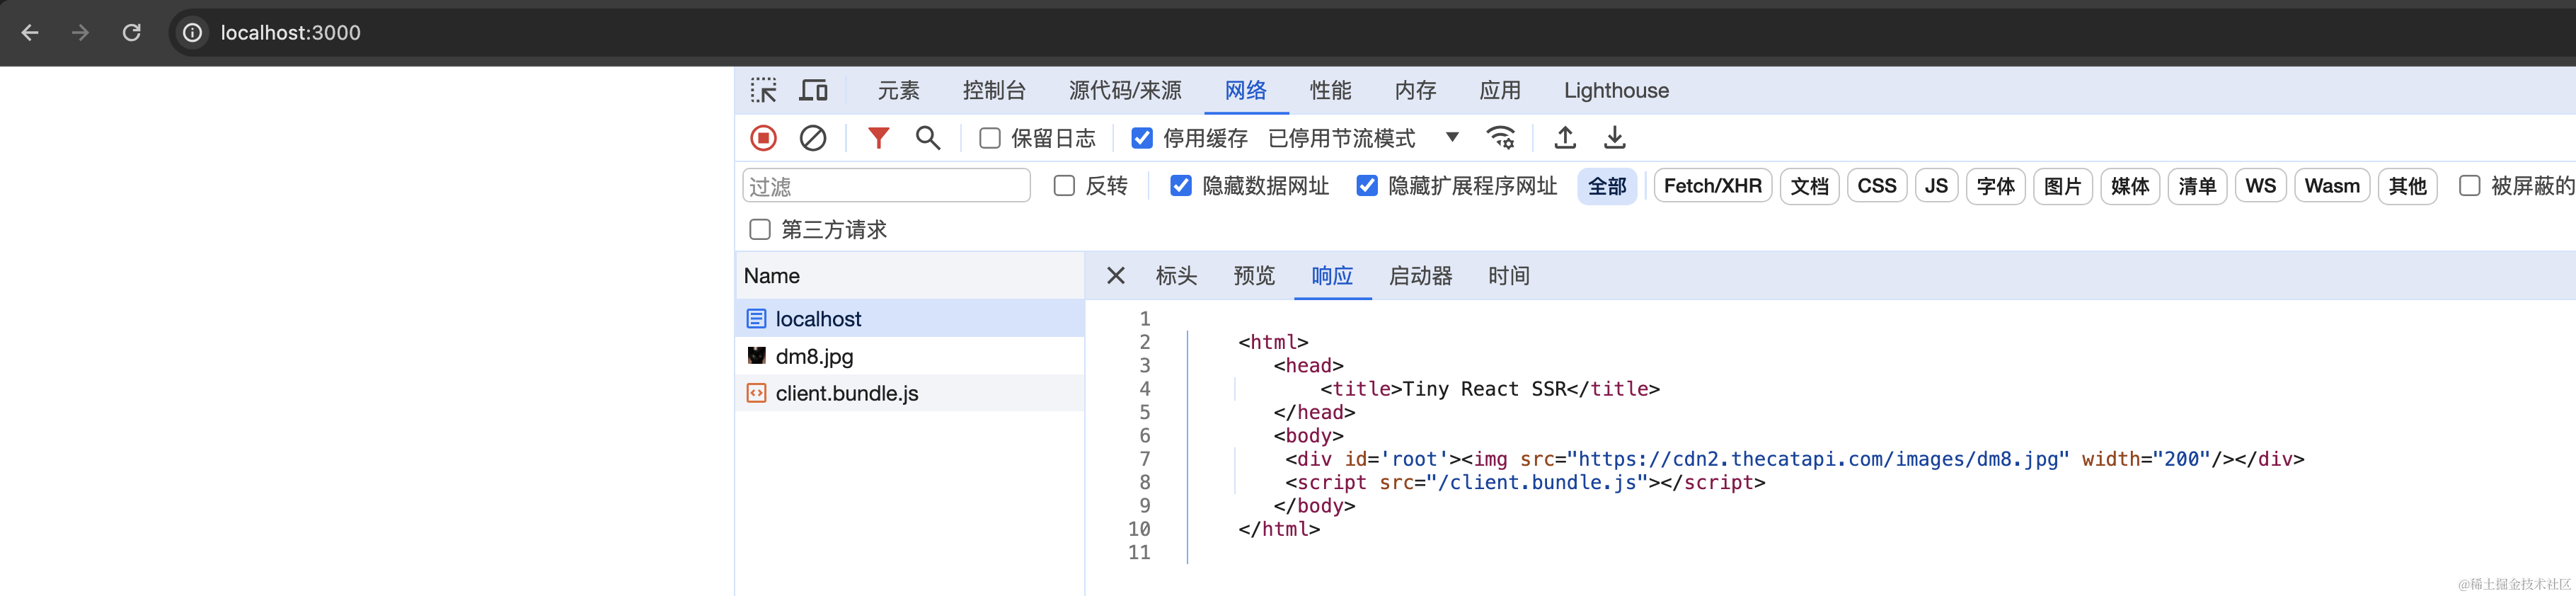 localhost:3000
元素 控制台 源代码/来源 网络 性能 内存 应用 Lighthouse
保留日志 停用缓存 已停用节流模式
过滤 反转 隐藏数据网址 隐藏扩展程序网址 全部 Fetch/XHR 文档 CSS JS 字体 图片 媒体 清单 WS Wasm 其他 被屏蔽的
第三方请求
Name
标头 预览 响应 启动器 时间
localhost
dm8.jpg
client.bundle.js
1
2 <html>
3 <head>
4 <title>Tiny React SSR</title>
5 </head>
6 <body>
7 <div id='root'><img src="https://cdn2.thecatapi.com/images/dm8.jpg" width="200"/></div>
8 <script src="/client.bundle.js"></script>
9 </body>
10 </html>
11
@稀土掘金技术社区